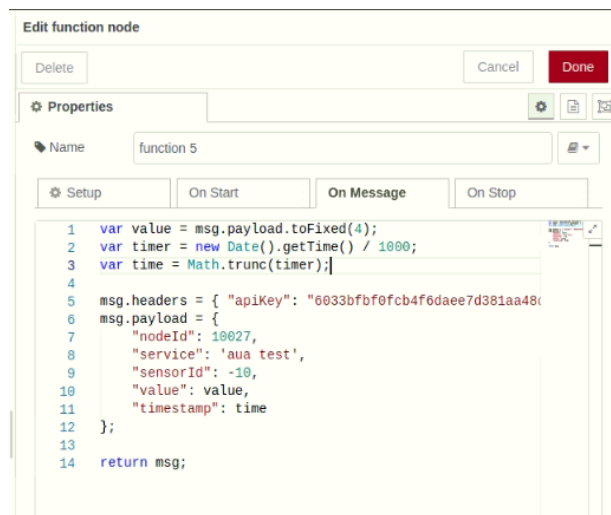 Edit function node
Delete
Cancel
Done
Properties
Name
function 5
Setup
On Start
On Message
On Stop
1 var value = msg.payload.toFixed(4);
2 var timer = new Date().getTime() / 1000;
3 var time = Math.trunc(timer);
4
5 msg.headers = { "apiKey": "6033bfbf0fcb4f6daee7d381aa48
6 msg.payload = {
7 "nodeId": 10027,
8 "service": 'aua test',
9 "sensorId": -10,
10 "value": value,
11 "timestamp": time
12 };
13
14 return msg;